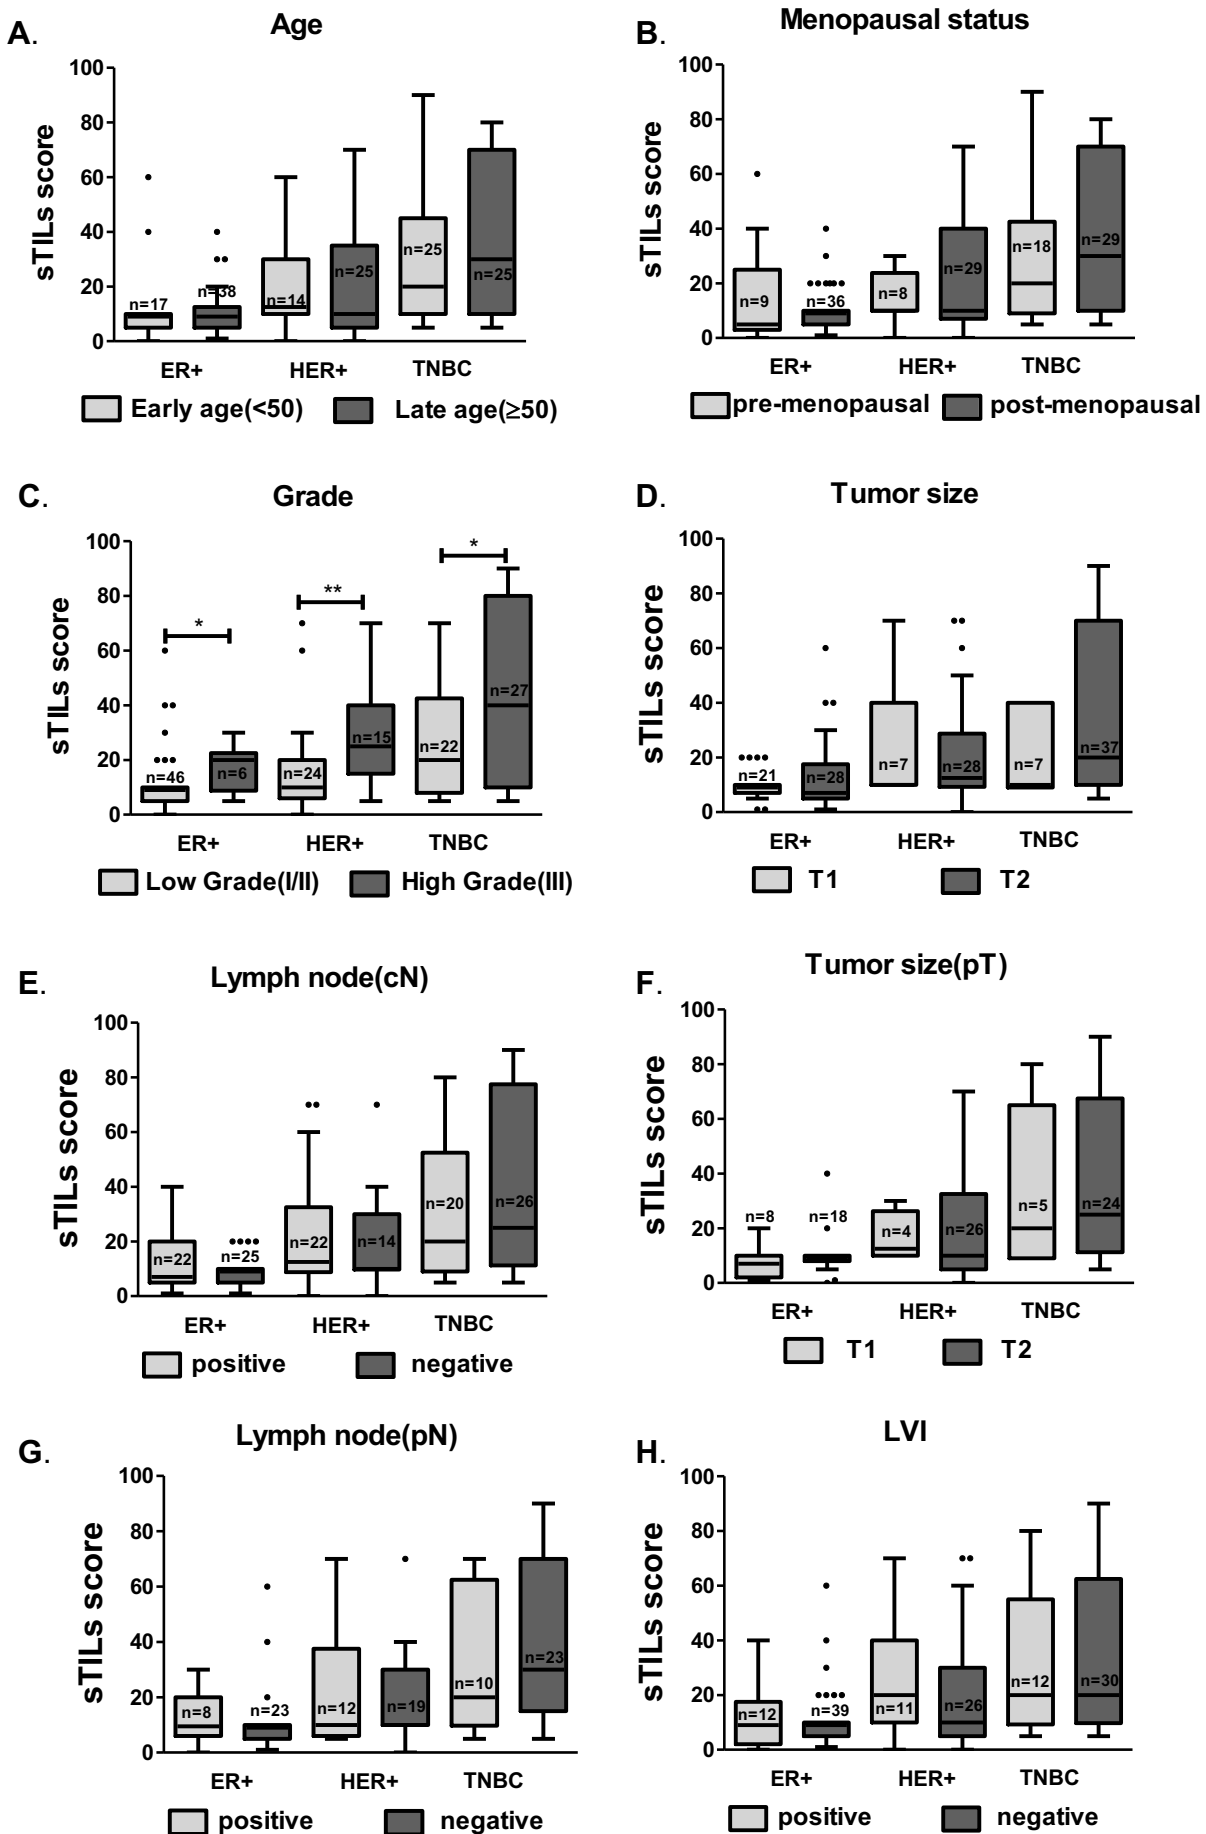 A.
Age
sTILs score
100
80
60
40
20
0
n=17
n=38
n=14
n=25
n=25
n=25
ER+
HER+
TNBC
Early age(<50)
Late age(≥50)
B.
Menopausal status
sTILs score
100
80
60
40
20
0
n=9
n=36
n=8
n=29
n=18
n=29
ER+
HER+
TNBC
pre-menopausal
post-menopausal
C.
Grade
sTILs score
100
80
60
40
20
0
*
**
*
n=46
n=6
n=24
n=15
n=22
n=27
ER+
HER+
TNBC
Low Grade(I/II)
High Grade(III)
D.
Tumor size
sTILs score
100
80
60
40
20
0
n=21
n=28
n=7
n=28
n=7
n=37
ER+
HER+
TNBC
T1
T2
E.
Lymph node(cN)
sTILs score
100
80
60
40
20
0
n=22
n=25
n=22
n=14
n=20
n=26
ER+
HER+
TNBC
positive
negative
F.
Tumor size(pT)
sTILs score
100
80
60
40
20
0
n=8
n=18
n=4
n=26
n=5
n=24
ER+
HER+
TNBC
T1
T2
G.
Lymph node(pN)
sTILs score
100
80
60
40
20
0
n=8
n=23
n=12
n=19
n=10
n=23
ER+
HER+
TNBC
positive
negative
H.
LVI
sTILs score
100
80
60
40
20
0
n=12
n=39
n=11
n=26
n=12
n=30
ER+
HER+
TNBC
positive
negative